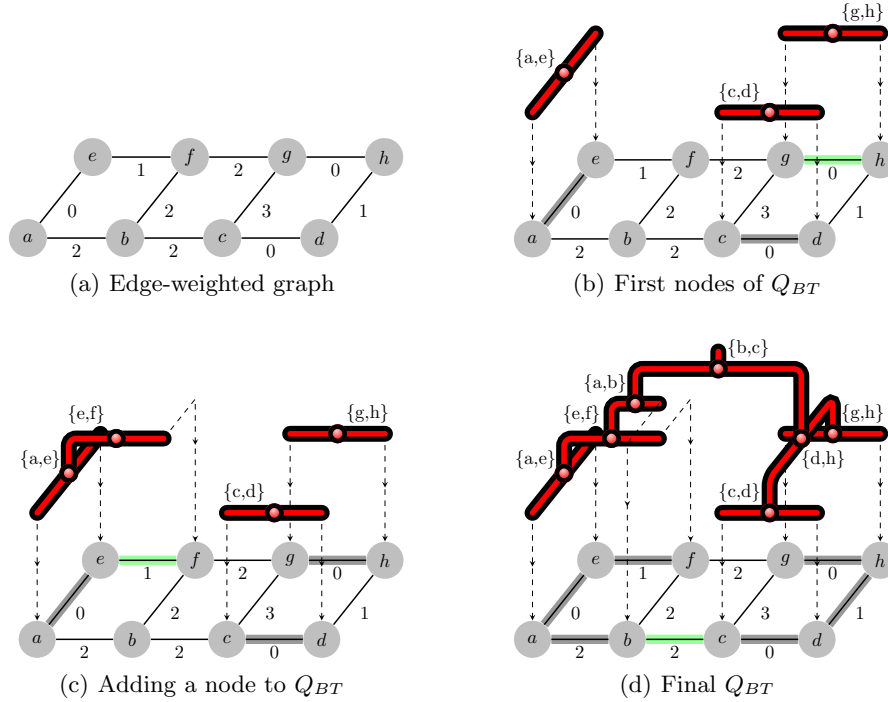 {g,h}
{a,e}
{c,d}
e f g h
1 2 0
0 2 3 1
a b c d
2 2 0
e f g h
1 2 0
0 2 3 1
a b c d
2 2 0
(a) Edge-weighted graph
(b) First nodes of Q_BT
{b,c}
{a,b}
{e,f} {g,h}
{a,e}
{c,d}
e f g h
1 2 0
0 2 3 1
a b c d
2 2 0
{e,f} {g,h}
{a,e} {d,h}
{c,d}
e f g h
1 2 0
0 2 3 1
a b c d
2 2 0
(c) Adding a node to Q_BT
(d) Final Q_BT